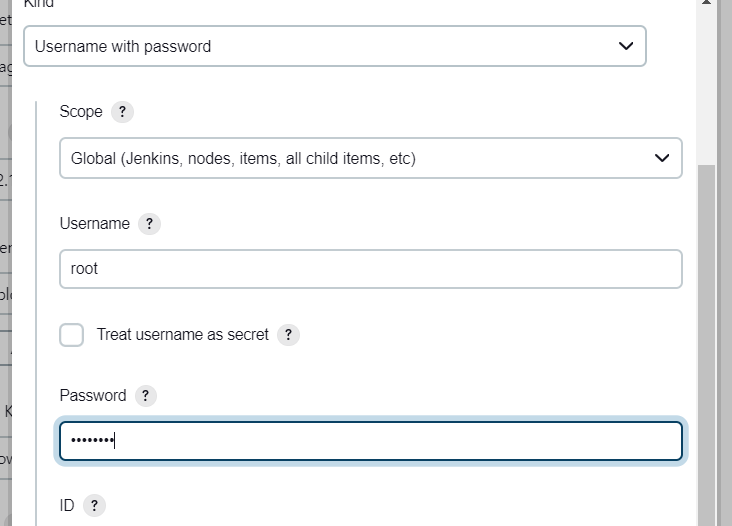 Kind
Username with password
Scope ?
Global (Jenkins, nodes, items, all child items, etc)
Username ?
root
Treat username as secret ?
Password ?
••••••••
ID ?